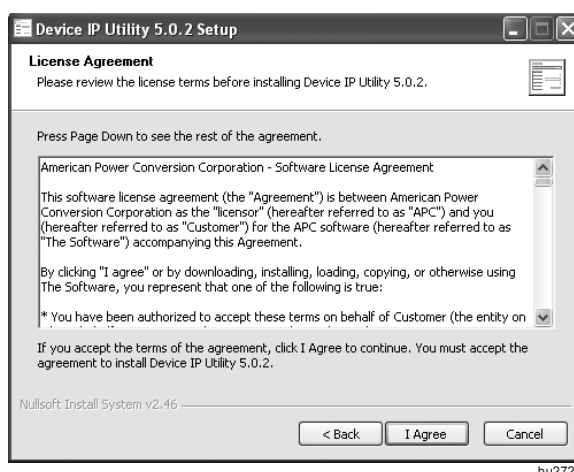 Device IP Utility 5.0.2 Setup
License Agreement
Please review the license terms before installing Device IP Utility 5.0.2.
Press Page Down to see the rest of the agreement.
American Power Conversion Corporation - Software License Agreement
This software license agreement (the "Agreement") is between American Power
Conversion Corporation as the "licensor" (hereafter referred to as "APC") and you
(hereafter referred to as "Customer") for the APC software (hereafter referred to as
"The Software") accompanying this Agreement.
By clicking "I agree" or by downloading, installing, loading, copying, or otherwise using
The Software, you represent that one of the following is true:
* You have been authorized to accept these terms on behalf of Customer (the entity on
If you accept the terms of the agreement, click I Agree to continue. You must accept the
agreement to install Device IP Utility 5.0.2.
Nullsoft Install System v2.46
< Back
I Agree
Cancel